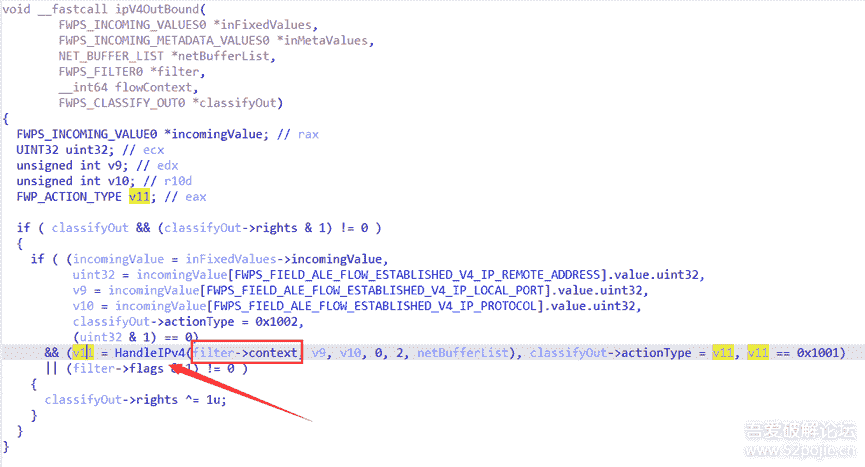 void __fastcall ipV4OutBound(
FWPS_INCOMING_VALUES0 *inFixedValues,
FWPS_INCOMING_METADATA_VALUES0 *inMetaValues,
NET_BUFFER_LIST *netBufferList,
FWPS_FILTER0 *filter,
__int64 flowContext,
FWPS_CLASSIFY_OUT0 *classifyOut)
{
FWPS_INCOMING_VALUE0 *incomingValue; // rax
UINT32 uint32; // ecx
unsigned int v9; // edx
unsigned int v10; // r10d
FWP_ACTION_TYPE v11; // eax
if ( classifyOut && (classifyOut->rights & 1) != 0 )
{
if ( (incomingValue = inFixedValues->incomingValue,
uint32 = incomingValue[FWPS_FIELD_ALE_FLOW_ESTABLISHED_V4_IP_REMOTE_ADDRESS].value.uint32,
v9 = incomingValue[FWPS_FIELD_ALE_FLOW_ESTABLISHED_V4_IP_LOCAL_PORT].value.uint32,
v10 = incomingValue[FWPS_FIELD_ALE_FLOW_ESTABLISHED_V4_IP_PROTOCOL].value.uint32,
classifyOut->actionType = 0x1002,
(uint32 & 1) == 0)
&& (v11 = HandleIPv4(filter->context, v9, v10, 0, 2, netBufferList), classifyOut->actionType = v11, v11 == 0x1001)
|| (filter->flags & 1) != 0 )
{
classifyOut->rights ^= 1u;
}
}
}
吾爱破解论坛
www.52pojie.cn